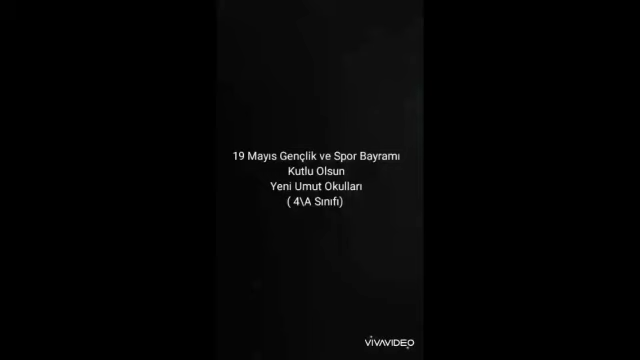 19 Mayıs Gençlik ve Spor Bayramı
Kutlu Olsun
Yeni Umut Okulları
( 4\A Sınıfı)
VIVAVIDEO